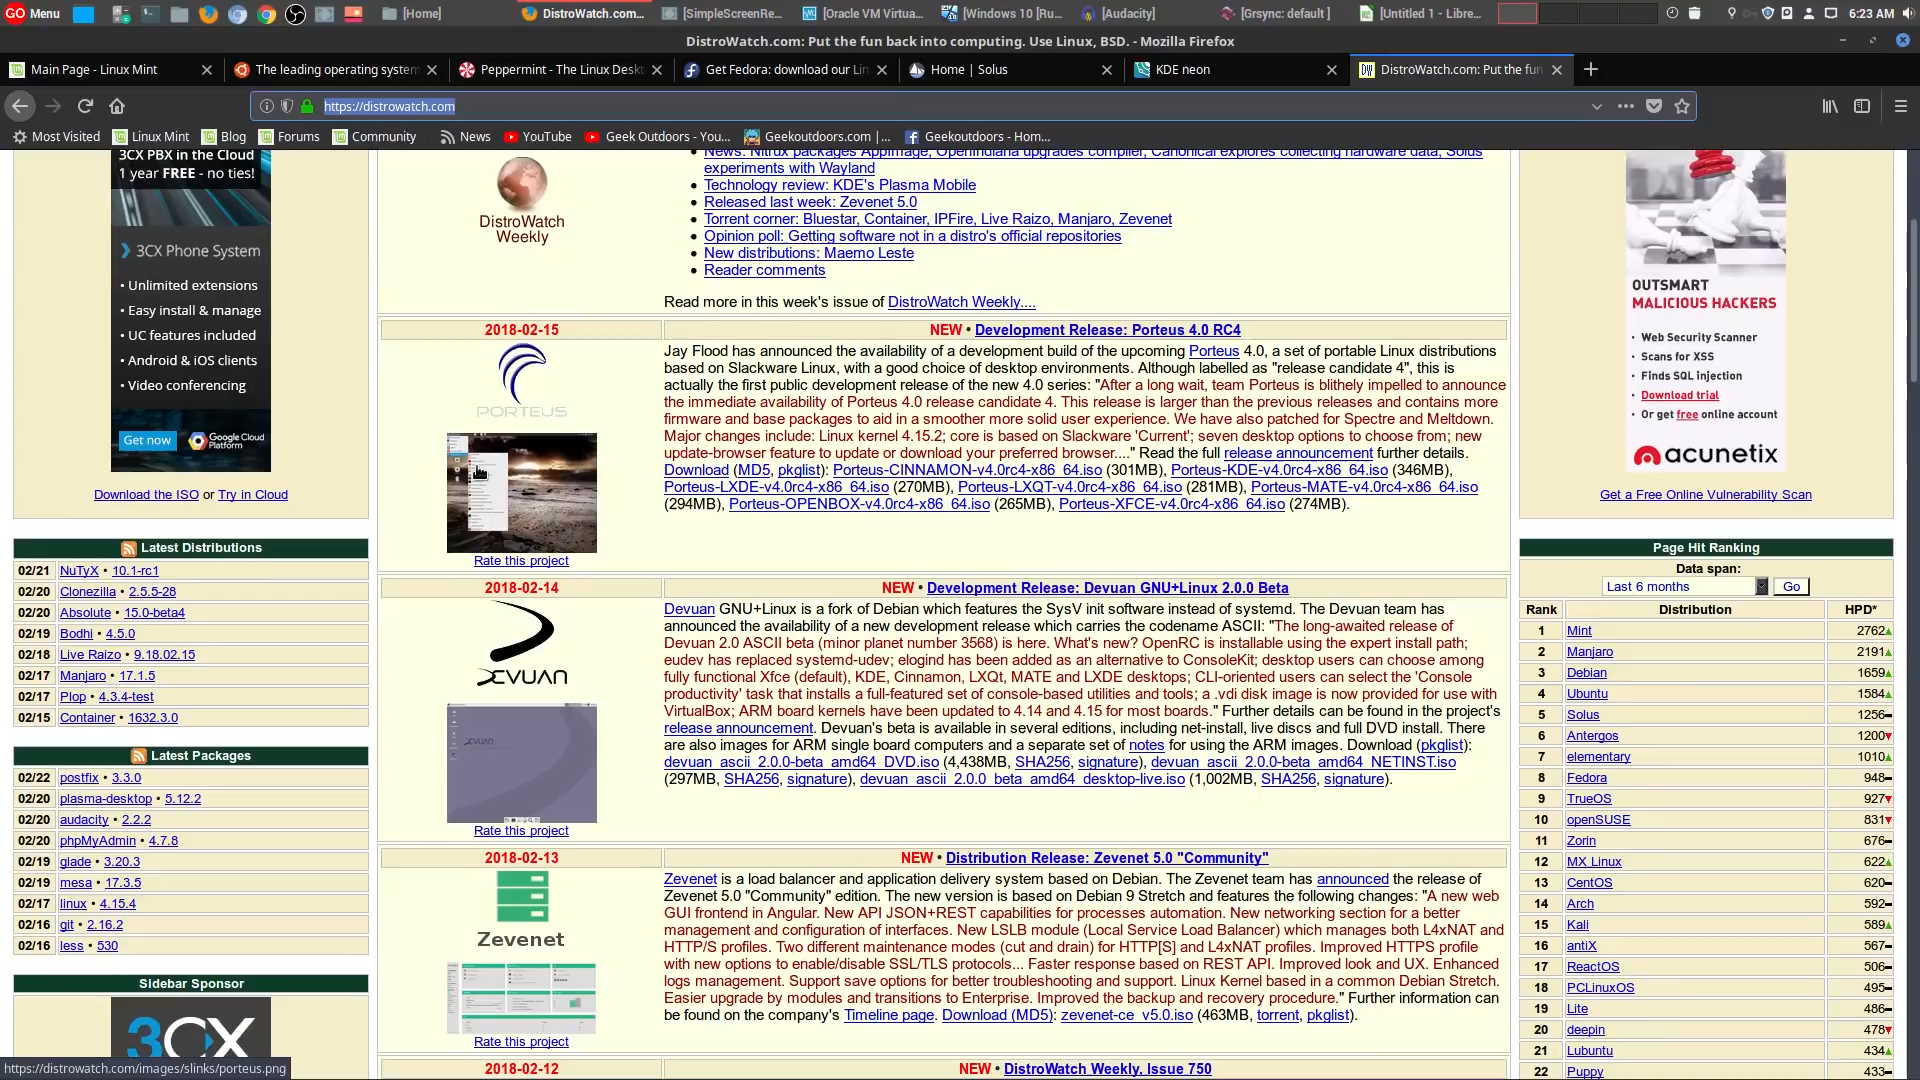 GO Menu
[Home]
DistroWatch.com...
[SimpleScreenRe...
[Oracle VM Virtua...
[Windows 10 [Ru...
[Audacity]
[Grsync: default ]
[Untitled 1 - Libre...
6:23 AM
DistroWatch.com: Put the fun back into computing. Use Linux, BSD. - Mozilla Firefox
Main Page - Linux Mint
The leading operating system
Peppermint - The Linux Deskt
Get Fedora: download our Lin
Home | Solus
KDE neon
DistroWatch.com: Put the fun
https://distrowatch.com
Most Visited
Linux Mint
Blog
Forums
Community
News
YouTube
Geek Outdoors - You...
Geekoutdoors.com |...
Geekoutdoors - Hom...
3CX PBX in the Cloud
1 year FREE - no ties!
3CX Phone System
• Unlimited extensions
• Easy install & manage
• UC features included
• Android & iOS clients
• Video conferencing
Get now
Google Cloud
Platform
Download the ISO or Try in Cloud
Latest Distributions
02/21 NuTyX • 10.1-rc1
02/20 Clonezilla • 2.5.5-28
02/20 Absolute • 15.0-beta4
02/19 Bodhi • 4.5.0
02/18 Live Raizo • 9.18.02.15
02/17 Manjaro • 17.1.5
02/17 Plop • 4.3.4-test
02/15 Container • 1632.3.0
Latest Packages
02/22 postfix • 3.3.0
02/20 plasma-desktop • 5.12.2
02/20 audacity • 2.2.2
02/20 phpMyAdmin • 4.7.8
02/19 glade • 3.20.3
02/19 mesa • 17.3.5
02/17 linux • 4.15.4
02/16 git • 2.16.2
02/16 less • 530
Sidebar Sponsor
3CX
https://distrowatch.com/images/slinks/porteus.png
DistroWatch
Weekly
• News: Nitrux packages AppImage, OpenIndiana upgrades compiler, Canonical explores collecting hardware data, Solus
experiments with Wayland
• Technology review: KDE's Plasma Mobile
• Released last week: Zevenet 5.0
• Torrent corner: Bluestar, Container, IPFire, Live Raizo, Manjaro, Zevenet
• Opinion poll: Getting software not in a distro's official repositories
• New distributions: Maemo Leste
• Reader comments
Read more in this week's issue of DistroWatch Weekly....
2018-02-15
NEW • Development Release: Porteus 4.0 RC4
PORTEUS
Rate this project
Jay Flood has announced the availability of a development build of the upcoming Porteus 4.0, a set of portable Linux distributions
based on Slackware Linux, with a good choice of desktop environments. Although labelled as "release candidate 4", this is
actually the first public development release of the new 4.0 series: "After a long wait, team Porteus is blithely impelled to announce
the immediate availability of Porteus 4.0 release candidate 4. This release is larger than the previous releases and contains more
firmware and base packages to aid in a smoother more solid user experience. We have also patched for Spectre and Meltdown.
Major changes include: Linux kernel 4.15.2; core is based on Slackware 'Current'; seven desktop options to choose from; new
update-browser feature to update or download your preferred browser...." Read the full release announcement further details.
Download (MD5, pkglist): Porteus-CINNAMON-v4.0rc4-x86_64.iso (301MB), Porteus-KDE-v4.0rc4-x86_64.iso (346MB),
Porteus-LXDE-v4.0rc4-x86_64.iso (270MB), Porteus-LXQT-v4.0rc4-x86_64.iso (281MB), Porteus-MATE-v4.0rc4-x86_64.iso
(294MB), Porteus-OPENBOX-v4.0rc4-x86_64.iso (265MB), Porteus-XFCE-v4.0rc4-x86_64.iso (274MB).
2018-02-14
NEW • Development Release: Devuan GNU+Linux 2.0.0 Beta
DEVUAN
Rate this project
Devuan GNU+Linux is a fork of Debian which features the SysV init software instead of systemd. The Devuan team has
announced the availability of a new development release which carries the codename ASCII: "The long-awaited release of
Devuan 2.0 ASCII beta (minor planet number 3568) is here. What's new? OpenRC is installable using the expert install path;
eudev has replaced systemd-udev; elogind has been added as an alternative to ConsoleKit; desktop users can choose among
fully functional Xfce (default), KDE, Cinnamon, LXQt, MATE and LXDE desktops; CLI-oriented users can select the 'Console
productivity' task that installs a full-featured set of console-based utilities and tools; a .vdi disk image is now provided for use with
VirtualBox; ARM board kernels have been updated to 4.14 and 4.15 for most boards." Further details can be found in the project's
release announcement. Devuan's beta is available in several editions, including net-install, live discs and full DVD install. There
are also images for ARM single board computers and a separate set of notes for using the ARM images. Download (pkglist):
devuan_ascii_2.0.0-beta_amd64_DVD.iso (4,438MB, SHA256, signature), devuan_ascii_2.0.0-beta_amd64_NETINST.iso
(297MB, SHA256, signature), devuan_ascii_2.0.0_beta_amd64_desktop-live.iso (1,002MB, SHA256, signature).
2018-02-13
NEW • Distribution Release: Zevenet 5.0 "Community"
Zevenet
Rate this project
Zevenet is a load balancer and application delivery system based on Debian. The Zevenet team has announced the release of
Zevenet 5.0 "Community" edition. The new version is based on Debian 9 Stretch and features the following changes: "A new web
GUI frontend in Angular. New API JSON+REST capabilities for processes automation. New networking section for a better
management and configuration of interfaces. New LSLB module (Local Service Load Balancer) which manages both L4xNAT and
HTTP/S profiles. Two different maintenance modes (cut and drain) for HTTP[S] and L4xNAT profiles. Improved HTTPS profile
with new options to enable/disable SSL/TLS protocols... Faster response based on REST API. Improved look and UX. Enhanced
logs management. Support save options for better troubleshooting and support. Linux Kernel based in a common Debian Stretch.
Easier upgrade by modules and transitions to Enterprise. Improved the backup and recovery procedure." Further information can
be found on the company's Timeline page. Download (MD5): zevenet-ce_v5.0.iso (463MB, torrent, pkglist).
2018-02-12
NEW • DistroWatch Weekly, Issue 750
OUTSMART
MALICIOUS HACKERS
• Web Security Scanner
• Scans for XSS
• Finds SQL injection
• Download trial
• Or get free online account
acunetix
Get a Free Online Vulnerability Scan
Page Hit Ranking
Data span:
Last 6 months Go
Rank Distribution HPD*
1 Mint 2762
2 Manjaro 2191
3 Debian 1659
4 Ubuntu 1584
5 Solus 1256
6 Antergos 1200
7 elementary 1010
8 Fedora 948
9 TrueOS 927
10 openSUSE 831
11 Zorin 676
12 MX Linux 622
13 CentOS 620
14 Arch 592
15 Kali 589
16 antiX 567
17 ReactOS 506
18 PCLinuxOS 495
19 Lite 486
20 deepin 478
21 Lubuntu 434
22 Puppy 433